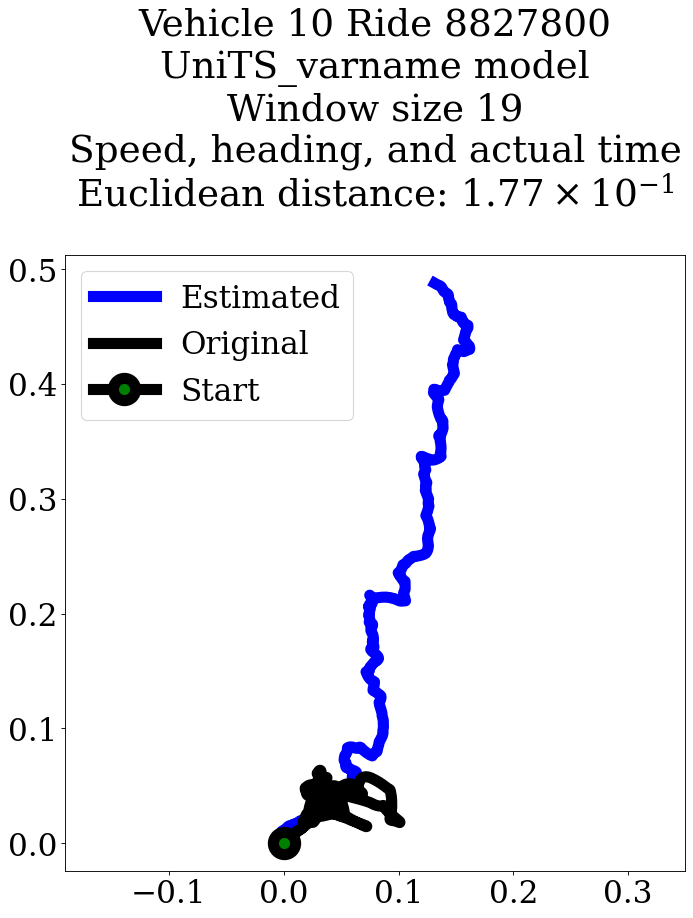 Vehicle 10 Ride 8827800
UniTS_varname model
Window size 19
Speed, heading, and actual time
Euclidean distance: 1.77 × 10⁻¹
Estimated
Original
Start
0.5
0.4
0.3
0.2
0.1
0.0
−0.1 0.0 0.1 0.2 0.3